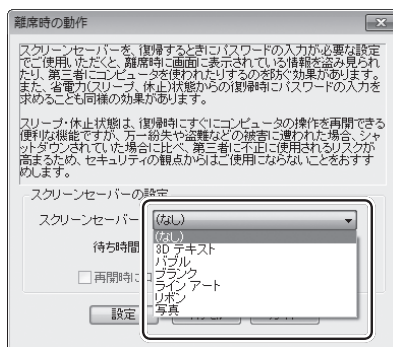 離席時の動作
スクリーンセーバーを、復帰するときにパスワードの入力が必要な設定
でご使用いただくと、離席時に画面に表示されている情報を盗み見られ
たり、第三者にコンピュータを使われたりするのを防ぐ効果があります。
また、省電力(スリープ、休止)状態からの復帰時にパスワードの入力を
求めることも同様の効果があります。
スリープ・休止状態は、復帰時にすぐにコンピュータの操作を再開できる
便利な機能ですが、万一紛失や盗難などの被害に遭われた場合、シャ
ットダウンされていた場合に比べ、第三者に不正に使用されるリスクが
高まるため、セキュリティの観点からはご使用にならないことをおすす
めします。
スクリーンセーバーの設定
スクリーンセーバー
(なし)
待ち時間
(なし)
3D テキスト
バブル
ブランク
ライン アート
リボン
写真
再開時に
設定